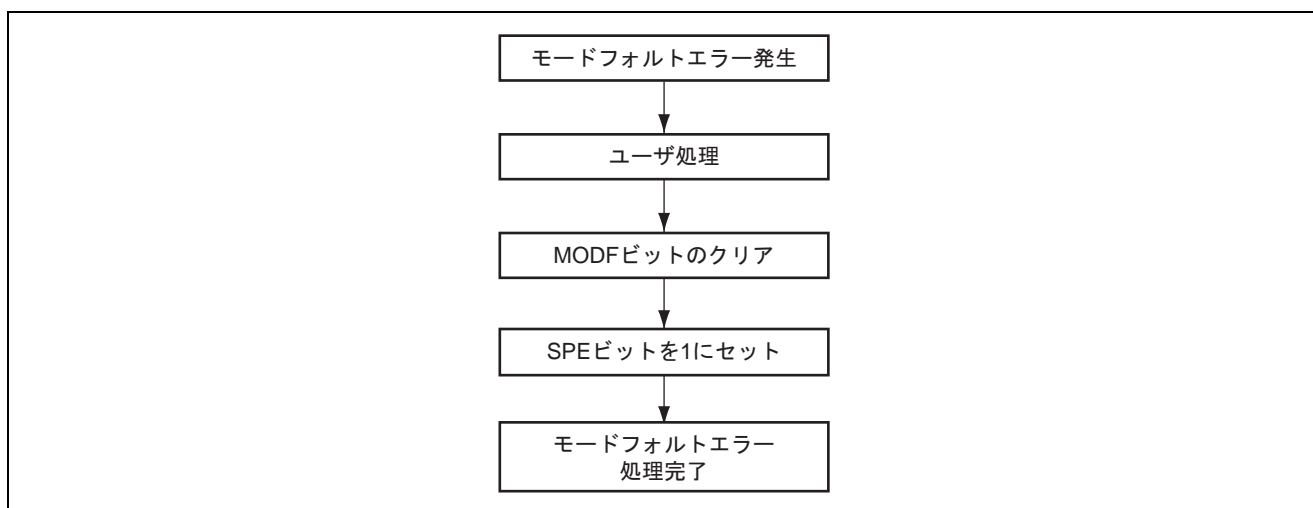 モードフォルトエラー発生
ユーザ処理
MODFビットのクリア
SPEビットを1にセット
モードフォルトエラー
処理完了